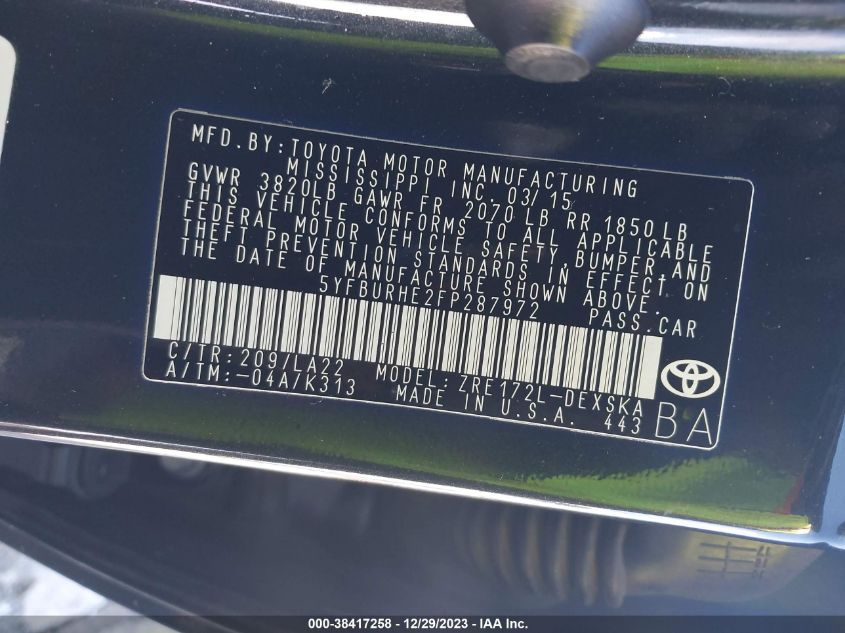 MFD.BY:TOYOTA MOTOR MANUFACTURING
MISSISSIPPI INC. 03/15
GVWR 3820LB GAWR FR 2070 LB RR 1850 LB
THIS VEHICLE CONFORMS TO ALL APPLICABLE
FEDERAL MOTOR VEHICLE SAFETY, BUMPER, AND
THEFT PREVENTION STANDARDS IN EFFECT ON
THE DATE OF MANUFACTURE SHOWN ABOVE.
5YFBURHE2FP287972 PASS.CAR
C/TR:209/LA22 MODEL:ZRE172L-DEXSKA
A/TM:-04A/K313 MADE IN U.S.A. 443
BA
000-38417258 - 12/29/2023 - IAA Inc.